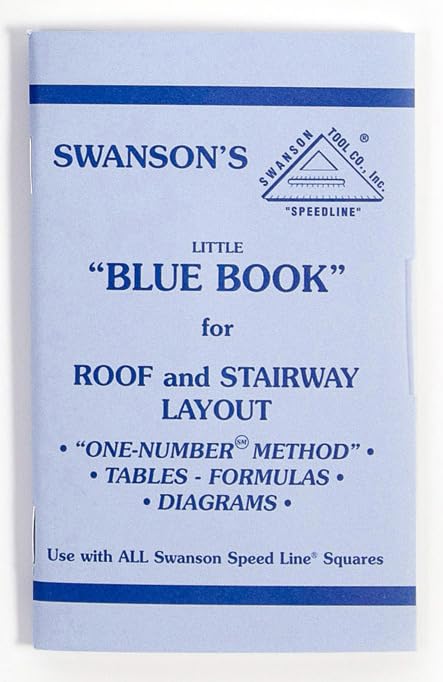 SWANSON'S
SWANSON TOOL CO., Inc.®
"SPEEDLINE"
LITTLE
“BLUE BOOK”
for
ROOF and STAIRWAY
LAYOUT
• “ONE-NUMBER℠ METHOD” •
• TABLES - FORMULAS •
• DIAGRAMS •
Use with ALL Swanson Speed Line® Squares